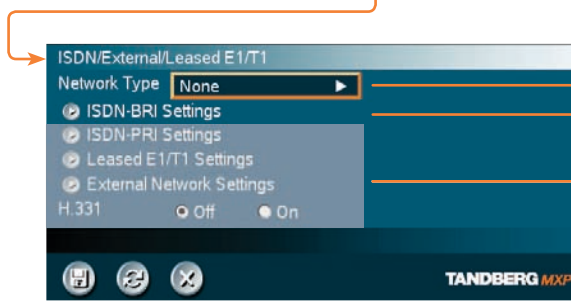 ISDN/External/Leased E1/T1
Network Type None
ISDN-BRI Settings
ISDN-PRI Settings
Leased E1/T1 Settings
External Network Settings
H.331 Off On
TANDBERG MXP